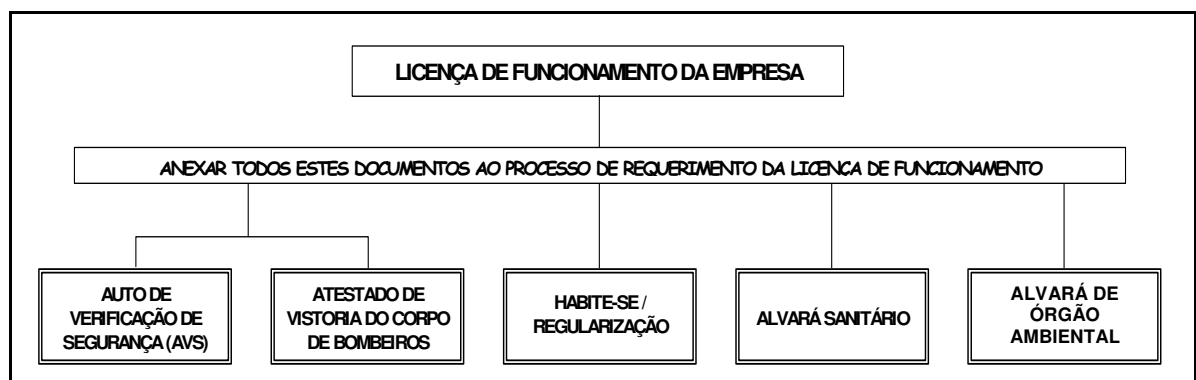 LICENÇA DE FUNCIONAMENTO DA EMPRESA
ANEXAR TODOS ESTES DOCUMENTOS AO PROCESSO DE REQUERIMENTO DA LICENÇA DE FUNCIONAMENTO
AUTO DE
VERIFICAÇÃO DE
SEGURANÇA (AVS)
ATESTADO DE
VISTORIA DO CORPO
DE BOMBEIROS
HABITE-SE /
REGULARIZAÇÃO
ALVARÁ SANITÁRIO
ALVARÁ DE
ÓRGÃO
AMBIENTAL